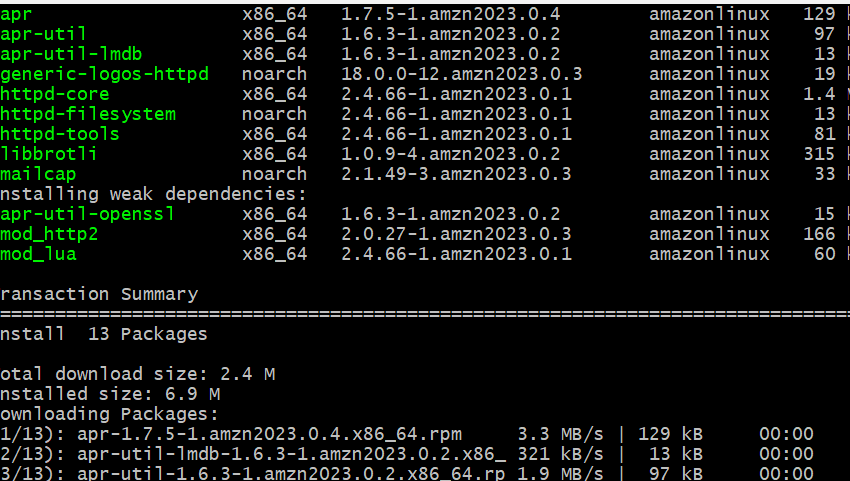 apr x86_64 1.7.5-1.amzn2023.0.4 amazonlinux 129 k
apr-util x86_64 1.6.3-1.amzn2023.0.2 amazonlinux 97 k
apr-util-lmdb x86_64 1.6.3-1.amzn2023.0.2 amazonlinux 13 k
generic-logos-httpd noarch 18.0.0-12.amzn2023.0.3 amazonlinux 19 k
httpd-core x86_64 2.4.66-1.amzn2023.0.1 amazonlinux 1.4
httpd-filesystem noarch 2.4.66-1.amzn2023.0.1 amazonlinux 13 k
httpd-tools x86_64 2.4.66-1.amzn2023.0.1 amazonlinux 81 k
libbrotli x86_64 1.0.9-4.amzn2023.0.2 amazonlinux 315 k
mailcap noarch 2.1.49-3.amzn2023.0.3 amazonlinux 33 k
nstalling weak dependencies:
apr-util-openssl x86_64 1.6.3-1.amzn2023.0.2 amazonlinux 15 k
mod_http2 x86_64 2.0.27-1.amzn2023.0.3 amazonlinux 166 k
mod_lua x86_64 2.4.66-1.amzn2023.0.1 amazonlinux 60 k
ransaction Summary
================================================================================
nstall 13 Packages
otal download size: 2.4 M
nstalled size: 6.9 M
ownloading Packages:
1/13): apr-1.7.5-1.amzn2023.0.4.x86_64.rpm 3.3 MB/s | 129 kB 00:00
2/13): apr-util-lmdb-1.6.3-1.amzn2023.0.2.x86_ 321 kB/s | 13 kB 00:00
3/13): apr-util-1.6.3-1.amzn2023.0.2.x86_64.rp 1.9 MB/s | 97 kB 00:00